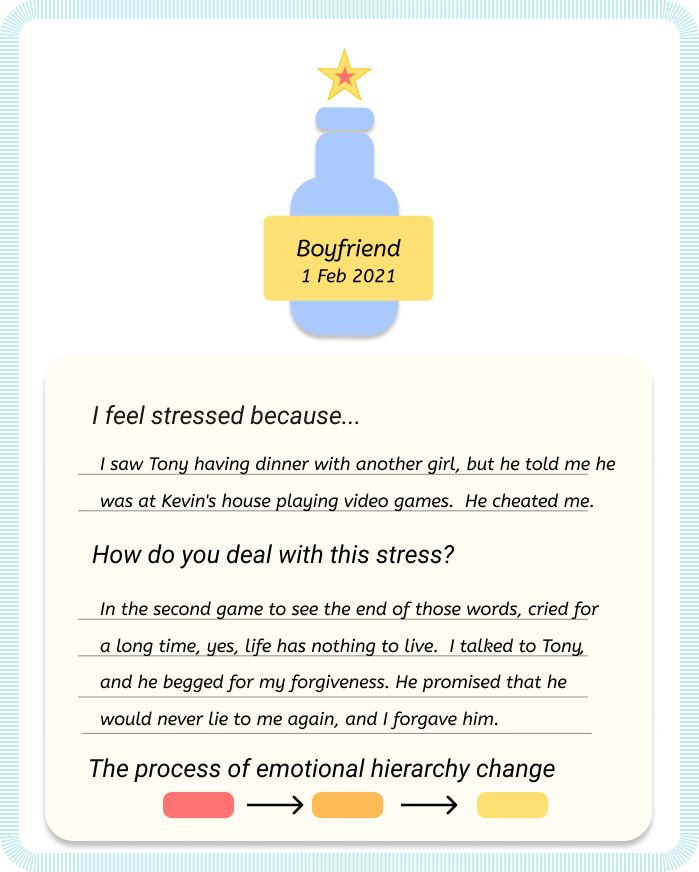 Boyfriend
1 Feb 2021
I feel stressed because...
I saw Tony having dinner with another girl, but he told me he
was at Kevin's house playing video games.  He cheated me.
How do you deal with this stress?
In the second game to see the end of those words, cried for
a long time, yes, life has nothing to live.  I talked to Tony,
and he begged for my forgiveness. He promised that he
would never lie to me again, and I forgave him.
The process of emotional hierarchy change